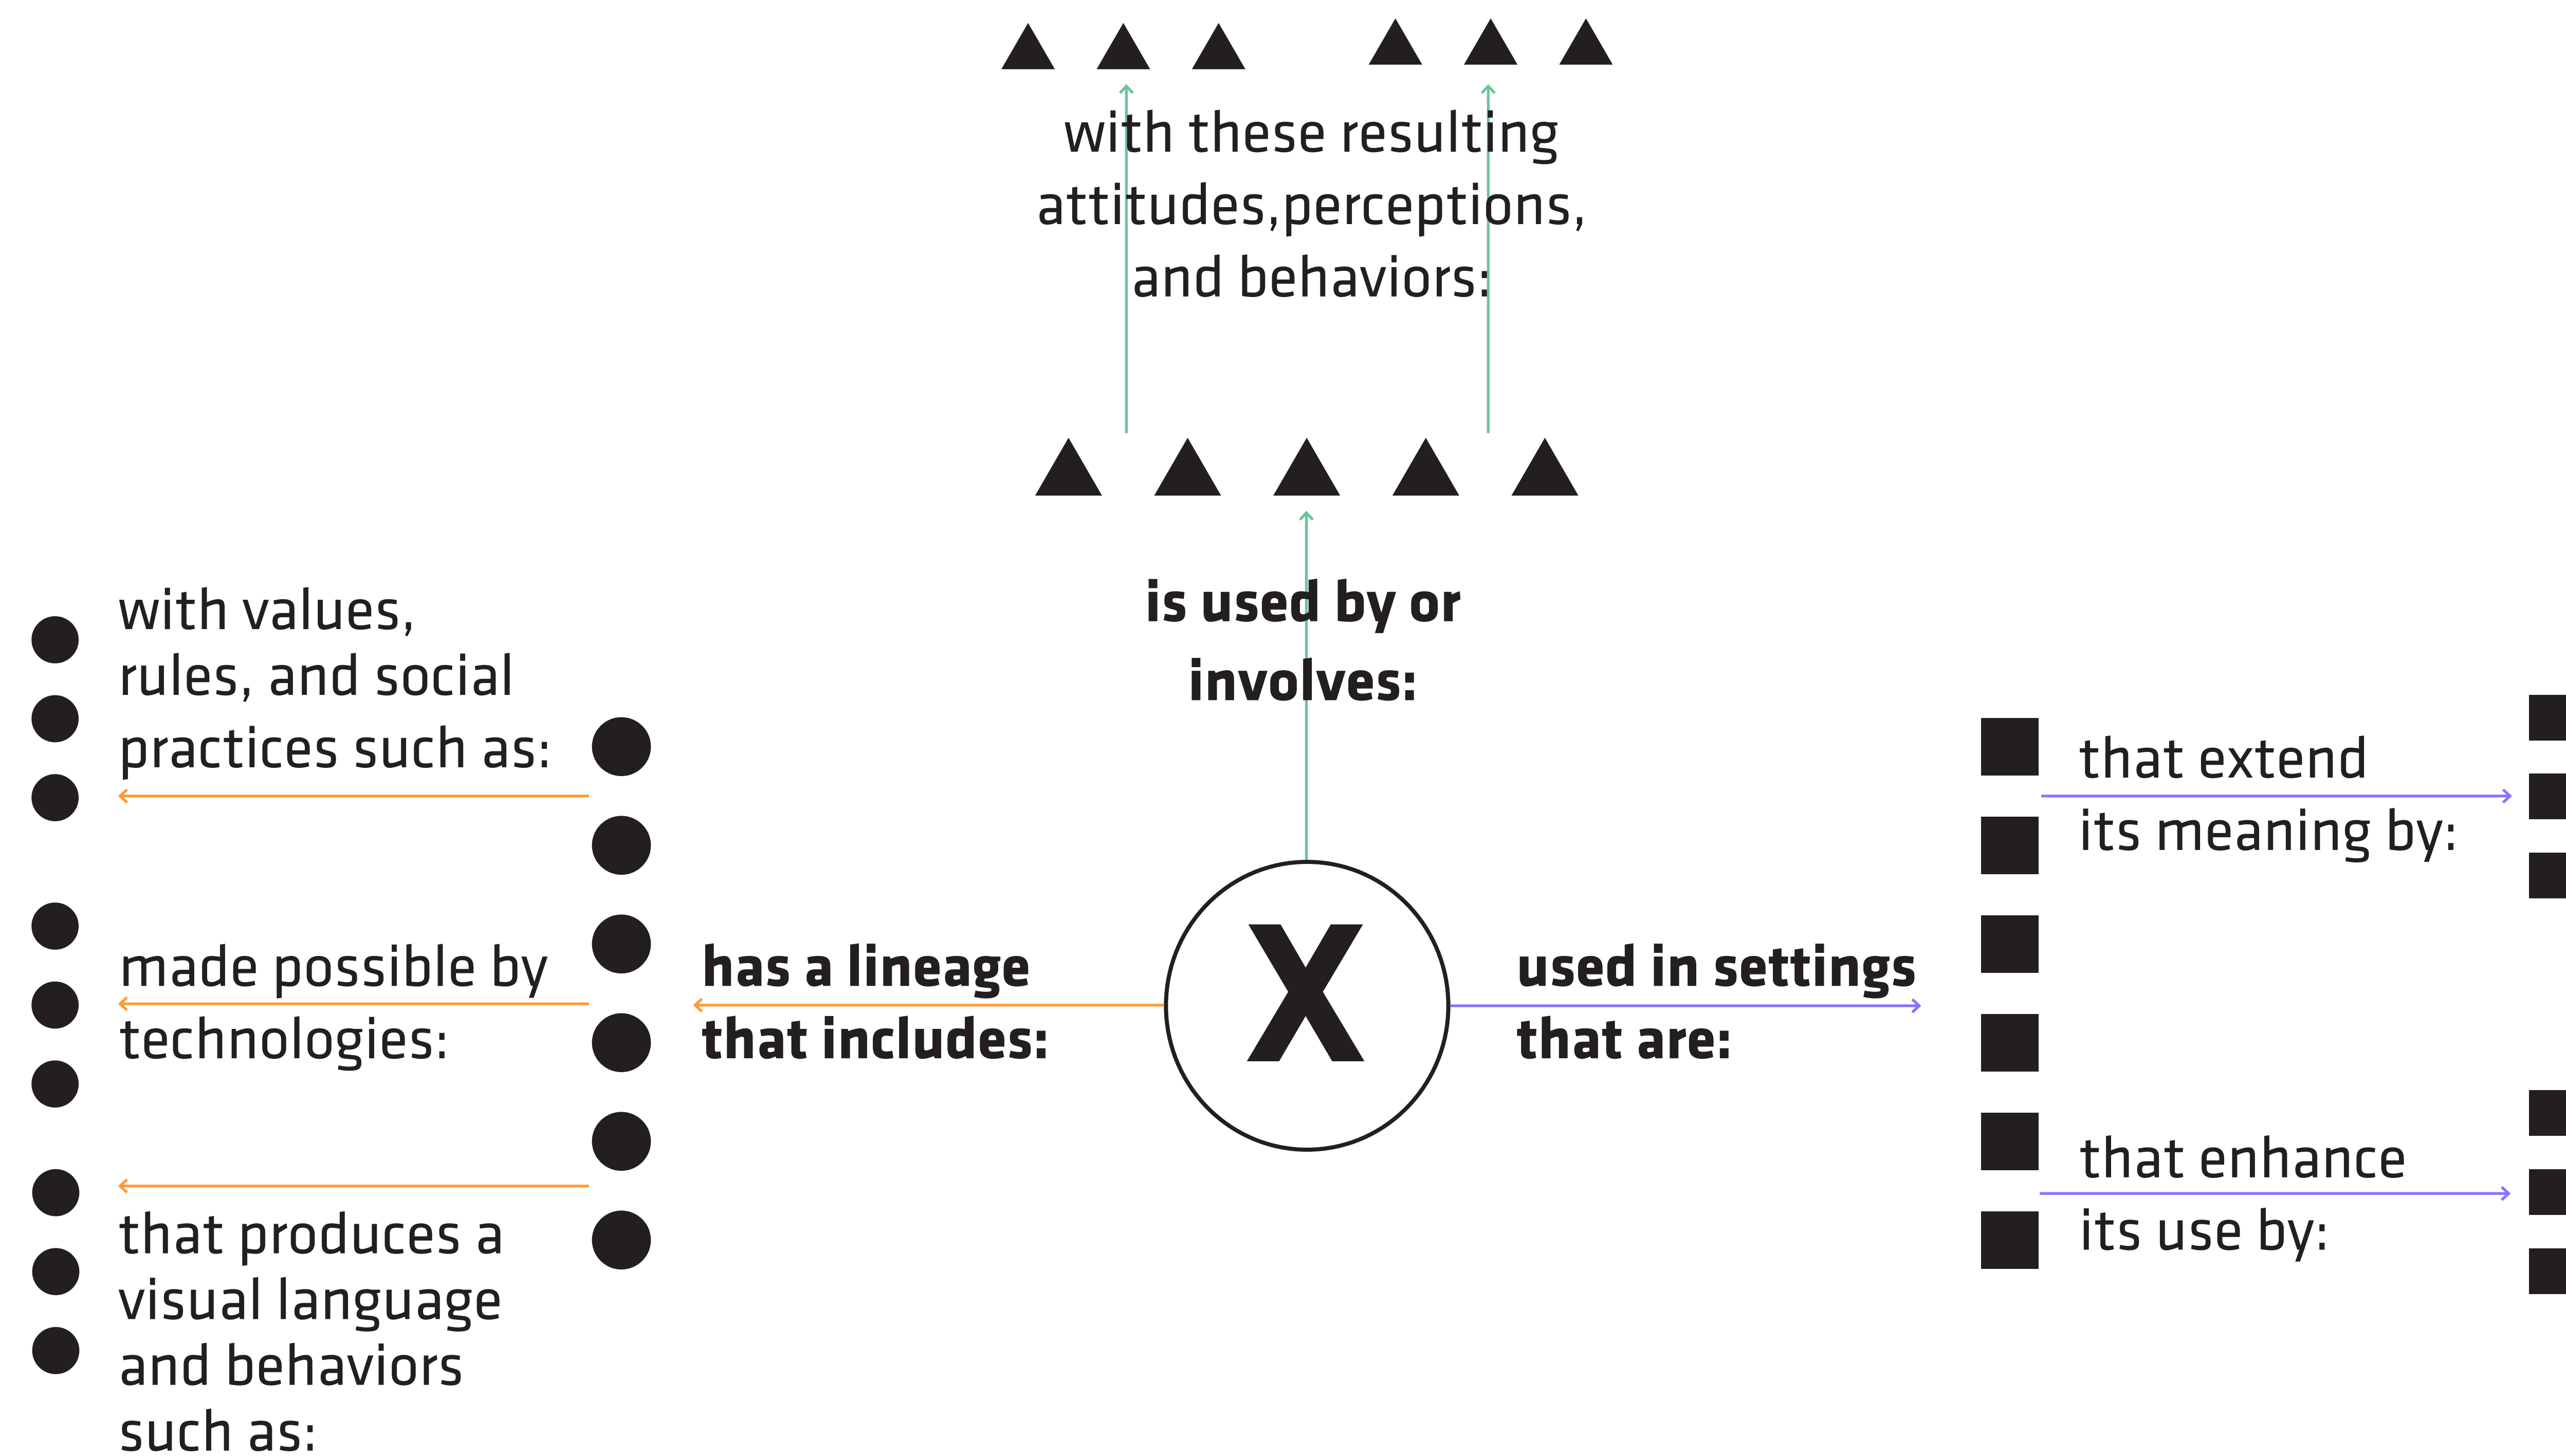 with these resulting
attitudes,perceptions,
and behaviors:
is used by or
involves:
with values,
rules, and social
practices such as:
made possible by
technologies:
that produces a
visual language
and behaviors
such as:
has a lineage
that includes:
X
used in settings
that are:
that extend
its meaning by:
that enhance
its use by: